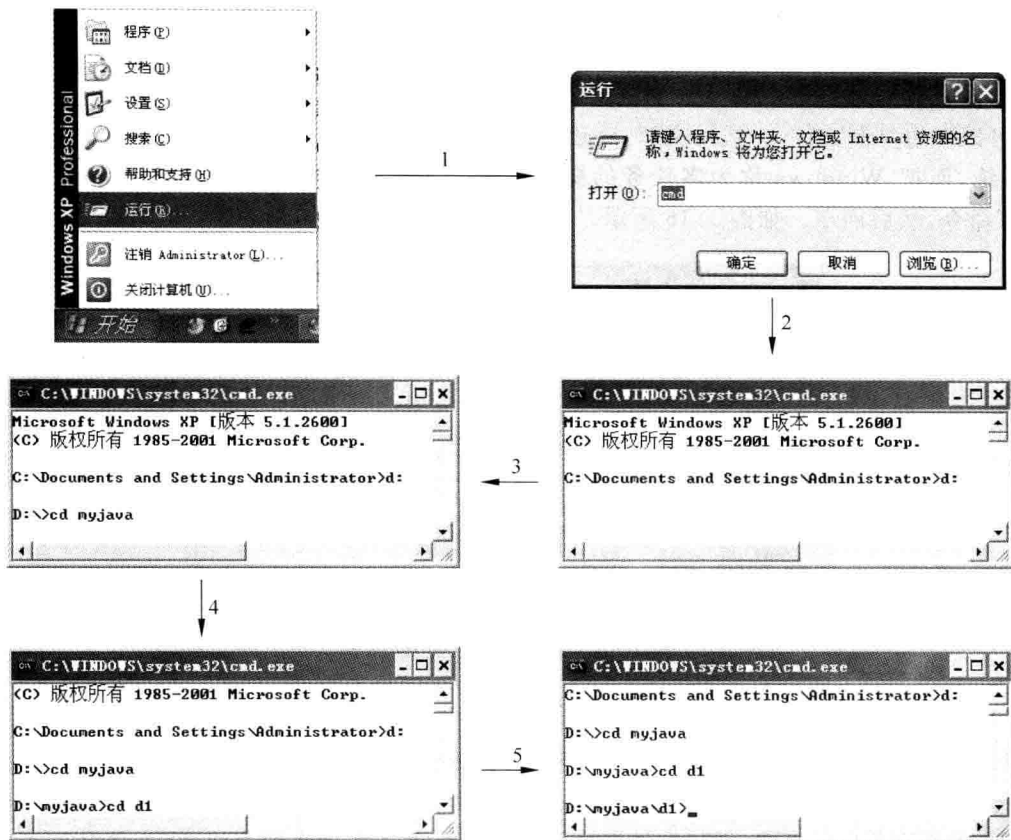 Windows XP Professional
程序(P)
文档(D)
设置(S)
搜索(C)
帮助和支持(H)
运行(R)...
注销 Administrator(L)...
关闭计算机(U)...
开始
1
运行
请键入程序、文件夹、文档或 Internet 资源的名
称，Windows 将为您打开它。
打开(O): cmd
确定
取消
浏览(B)...
2
C:\WINDOWS\system32\cmd.exe
Microsoft Windows XP [版本 5.1.2600]
(C) 版权所有 1985-2001 Microsoft Corp.
C:\Documents and Settings\Administrator>d:
3
C:\WINDOWS\system32\cmd.exe
Microsoft Windows XP [版本 5.1.2600]
(C) 版权所有 1985-2001 Microsoft Corp.
C:\Documents and Settings\Administrator>d:
D:\>cd myjava
4
C:\WINDOWS\system32\cmd.exe
(C) 版权所有 1985-2001 Microsoft Corp.
C:\Documents and Settings\Administrator>d:
D:\>cd myjava
D:\myjava>cd d1
5
C:\WINDOWS\system32\cmd.exe
C:\Documents and Settings\Administrator>d:
D:\>cd myjava
D:\myjava>cd d1
D:\myjava\d1>